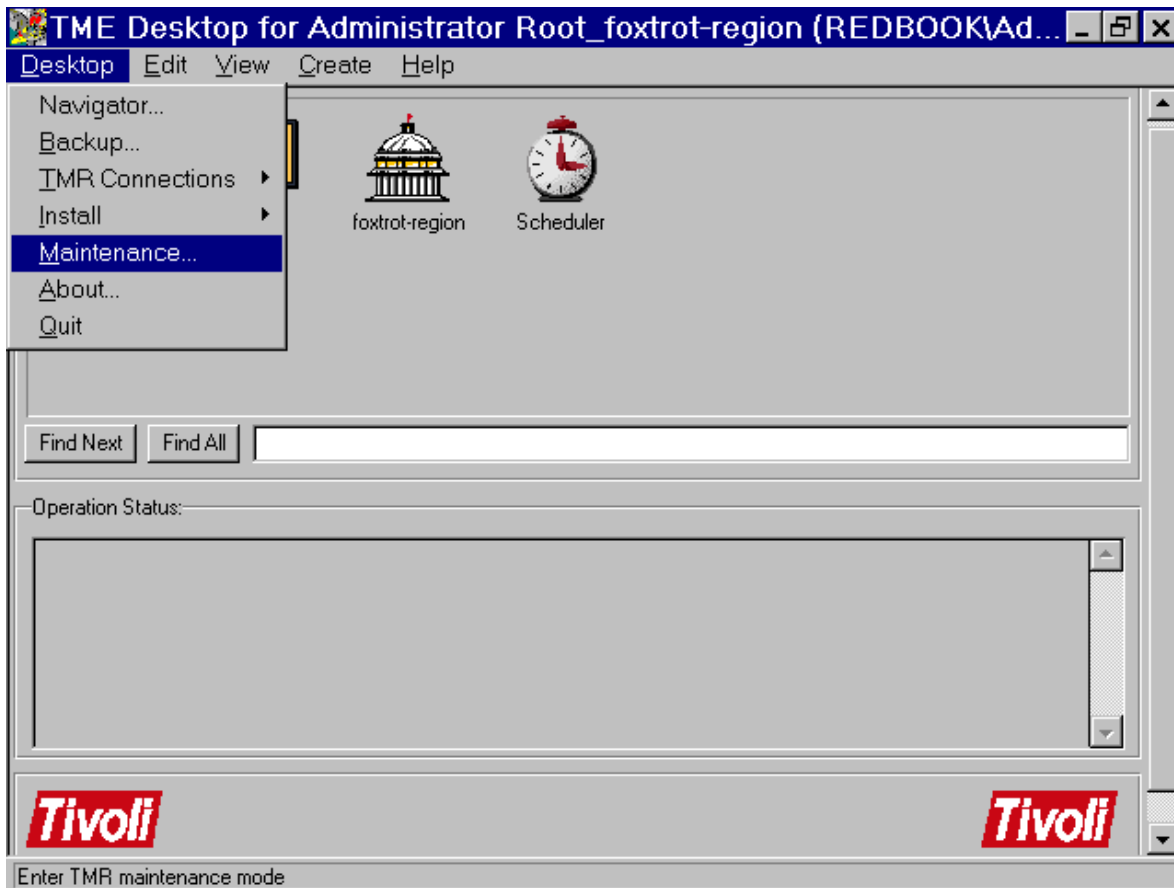 TME Desktop for Administrator Root_foxtrot-region (REDBOOK\Ad...
Desktop Edit View Create Help
Navigator...
Backup...
TMR Connections
Install
Maintenance...
About...
Quit
foxtrot-region
Scheduler
Find Next Find All
Operation Status:
Tivoli Tivoli
Enter TMR maintenance mode